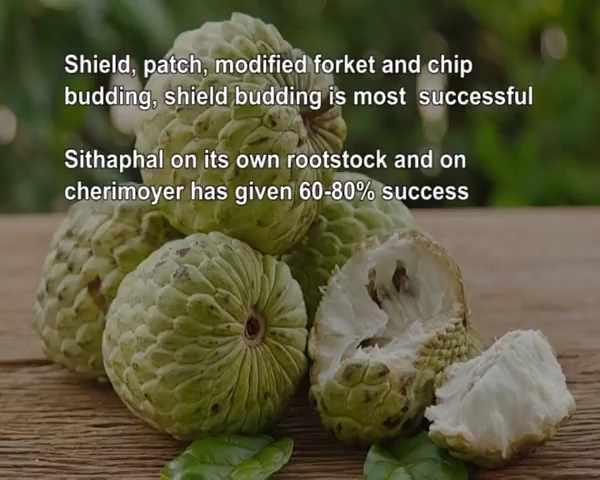 Shield, patch, modified forket and chip
budding, shield budding is most successful
Sithaphal on its own rootstock and on
cherimoyer has given 60-80% success